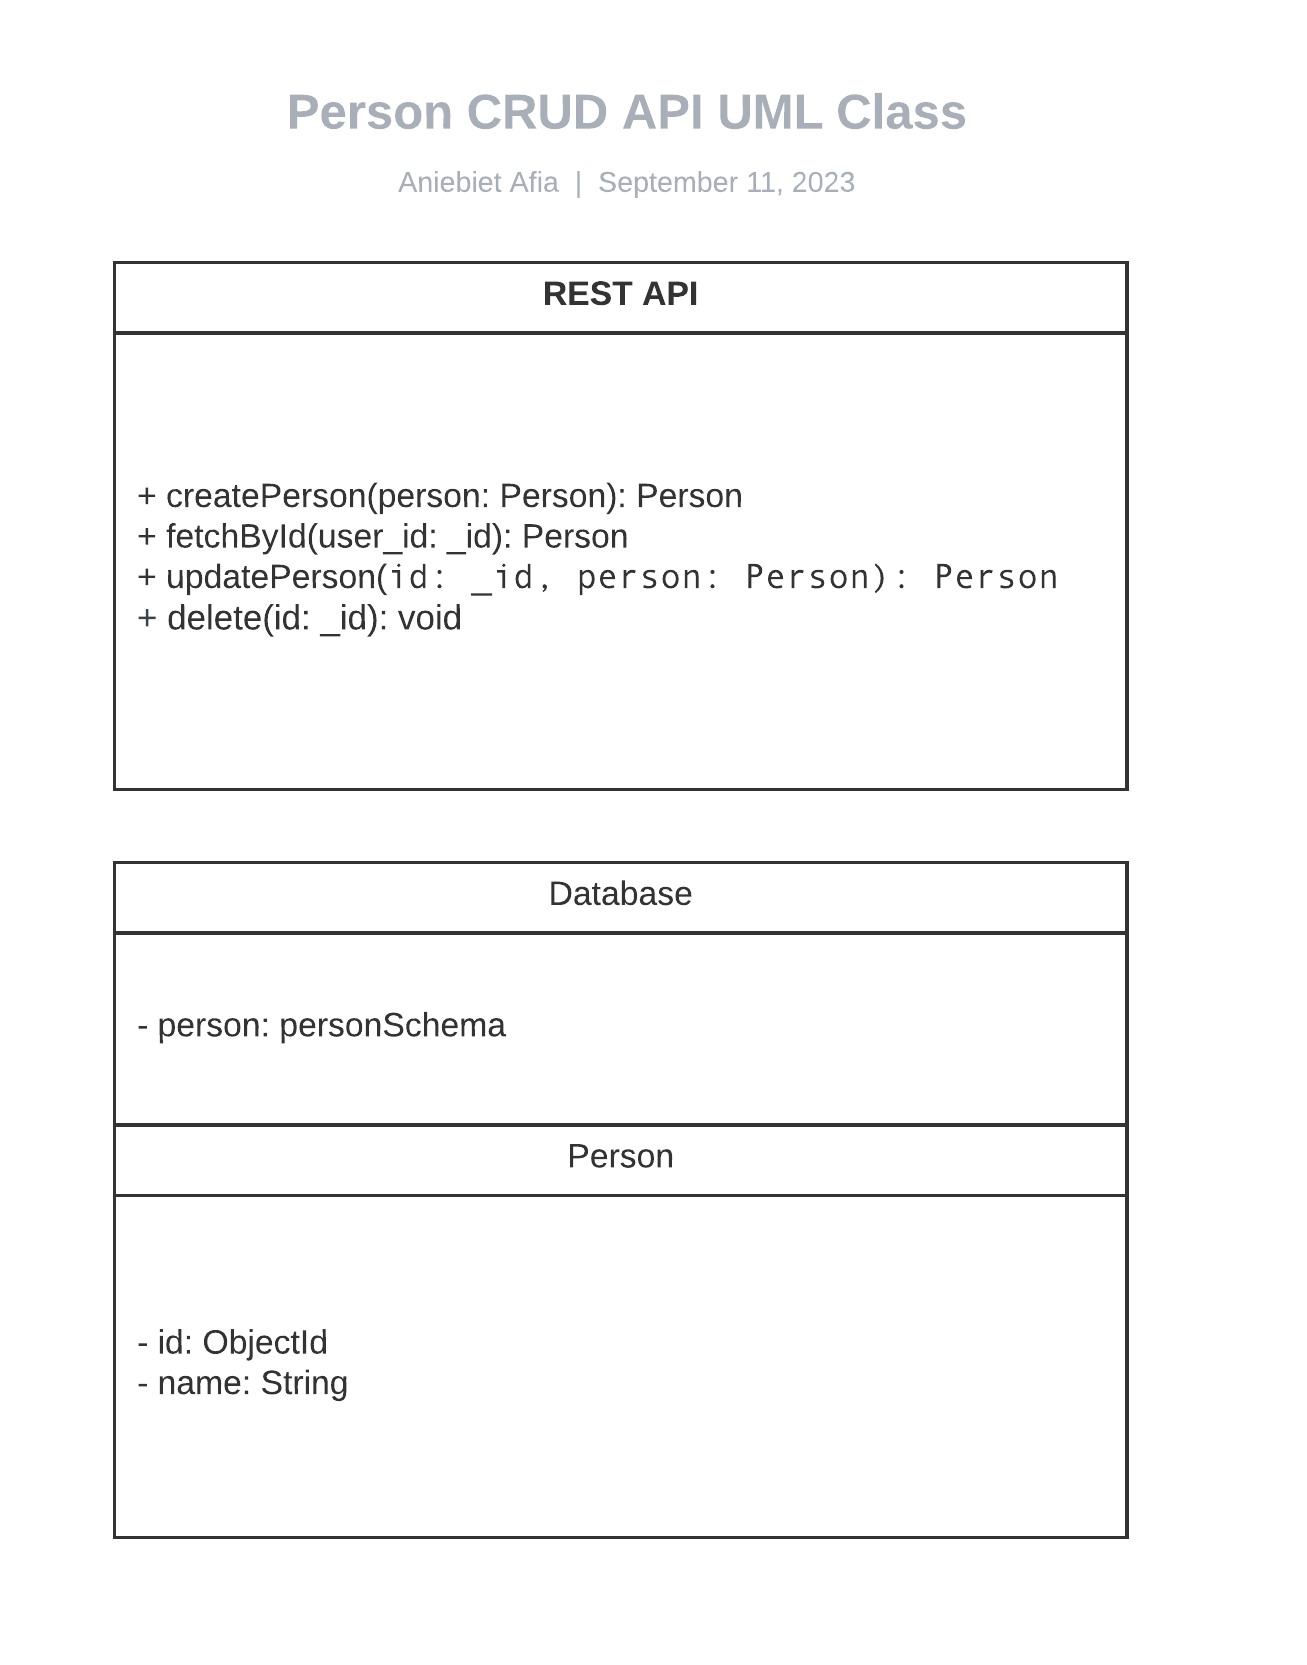 Person CRUD API UML Class
Aniebiet Afia | September 11, 2023
REST API
+ createPerson(person: Person): Person
+ fetchById(user_id: _id): Person
+ updatePerson(id: _id, person: Person): Person
+ delete(id: _id): void
Database
- person: personSchema
Person
- id: ObjectId
- name: String